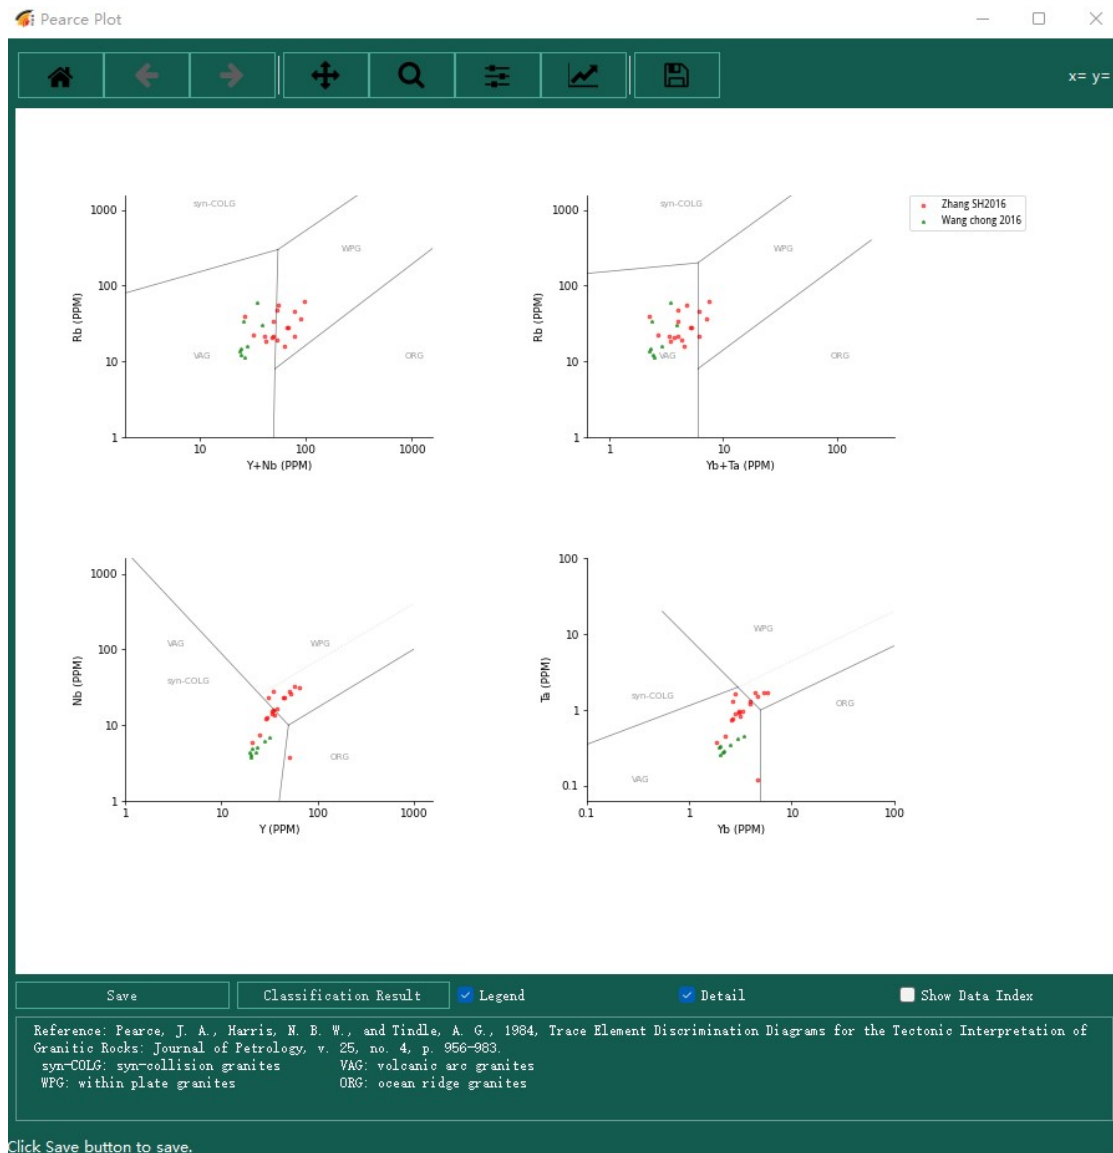 Pearce Plot
x= y=
1000
100
10
1
Rb (PPM)
syn-COLG
WPG
VAG
ORG
10
100
1000
Y+Nb (PPM)
1000
100
10
1
Rb (PPM)
syn-COLG
WPG
VAG
ORG
1
10
100
Yb+Ta (PPM)
Zhang SH2016
Wang chong 2016
1000
100
10
1
Nb (PPM)
VAG
WPG
syn-COLG
ORG
1
10
100
1000
Y (PPM)
100
10
1
0.1
Ta (PPM)
WPG
syn-COLG
ORG
VAG
0.1
1
10
100
Yb (PPM)
Save
Classification Result
Legend
Detail
Show Data Index
Reference: Pearce, J. A., Harris, N. B. W., and Tindle, A. G., 1984, Trace Element Discrimination Diagrams for the Tectonic Interpretation of
Granitic Rocks: Journal of Petrology, v. 25, no. 4, p. 956-983.
syn-COLG: syn-collision granites VAG: volcanic arc granites
WPG: within plate granites ORG: ocean ridge granites
Click Save button to save.